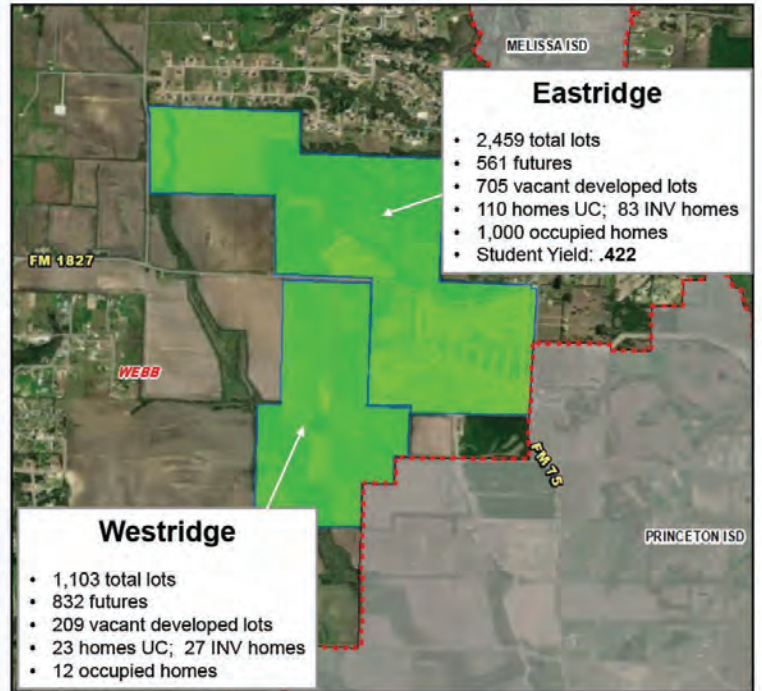 MELISSA ISD
Eastridge
• 2,459 total lots
• 561 futures
• 705 vacant developed lots
• 110 homes UC; 83 INV homes
• 1,000 occupied homes
• Student Yield: .422
FM 1827
WEBB
FM 75
PRINCETON ISD
Westridge
• 1,103 total lots
• 832 futures
• 209 vacant developed lots
• 23 homes UC; 27 INV homes
• 12 occupied homes